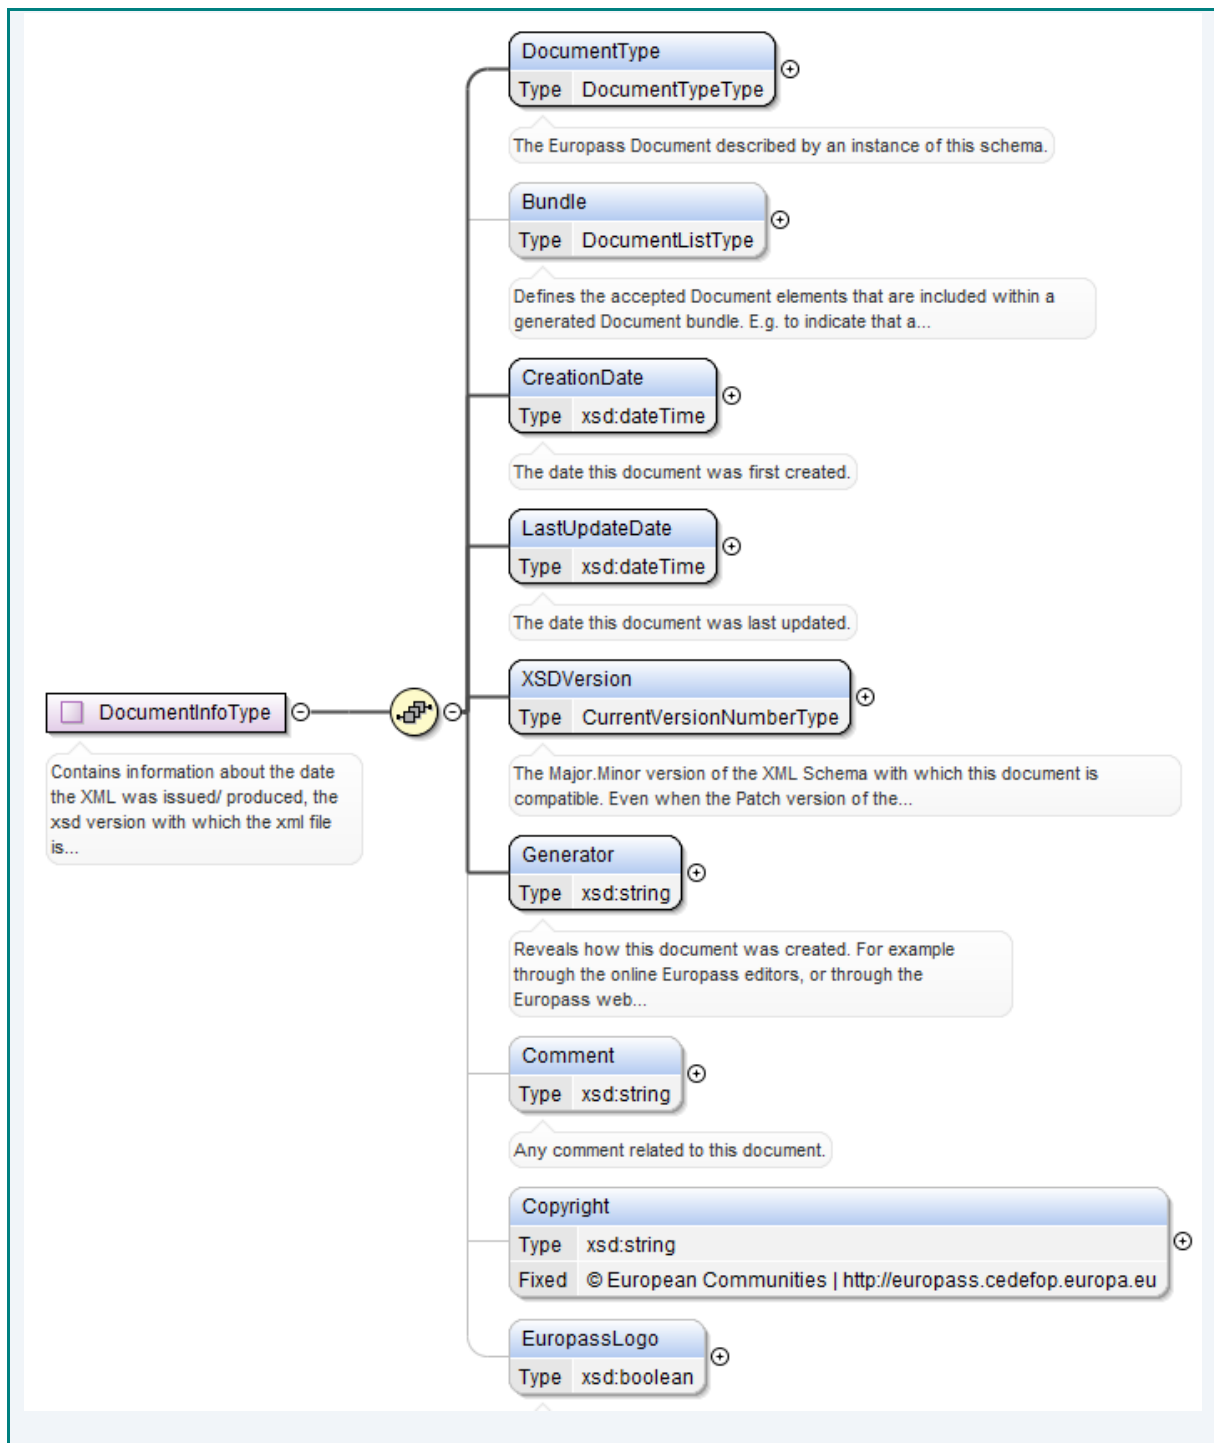 DocumentType
Type DocumentTypeType
The Europass Document described by an instance of this schema.
Bundle
Type DocumentListType
Defines the accepted Document elements that are included within a
generated Document bundle. E.g. to indicate that a...
CreationDate
Type xsd:dateTime
The date this document was first created.
LastUpdateDate
Type xsd:dateTime
The date this document was last updated.
XSDVersion
Type CurrentVersionNumberType
The Major.Minor version of the XML Schema with which this document is
compatible. Even when the Patch version of the...
DocumentInfoType
Contains information about the date
the XML was issued/ produced, the
xsd version with which the xml file
is...
Generator
Type xsd:string
Reveals how this document was created. For example
through the online Europass editors, or through the
Europass web...
Comment
Type xsd:string
Any comment related to this document.
Copyright
Type xsd:string
Fixed © European Communities | http://europass.cedefop.europa.eu
EuropassLogo
Type xsd:boolean